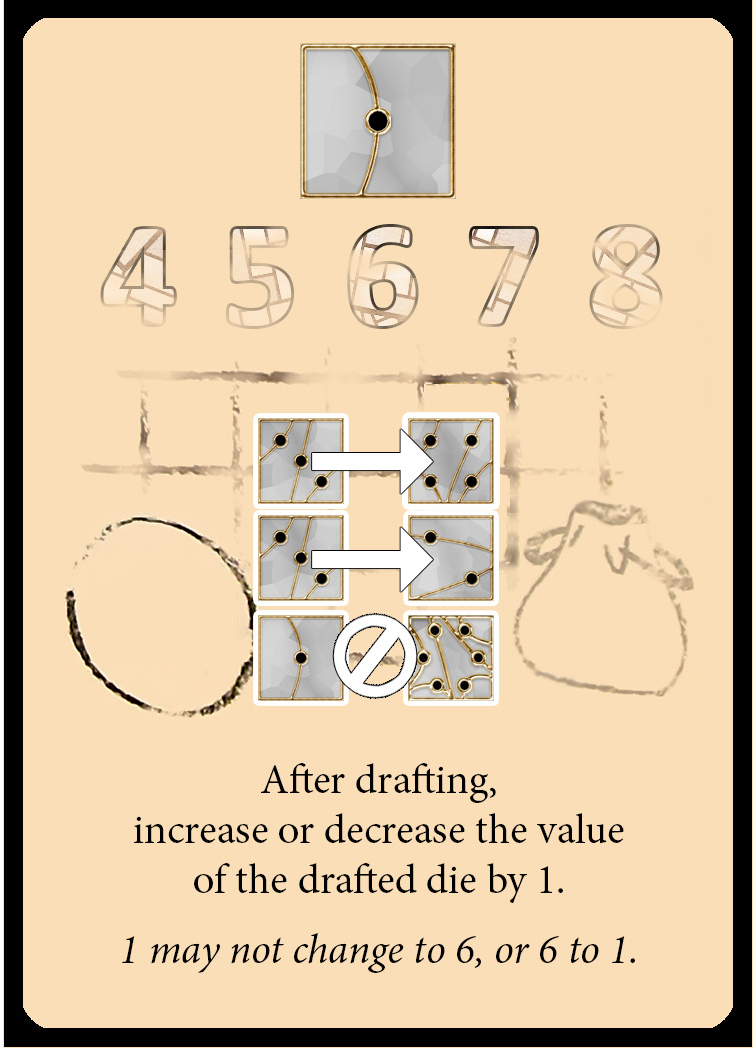 4 5 6 7 8
After drafting,
increase or decrease the value
of the drafted die by 1.
1 may not change to 6, or 6 to 1.